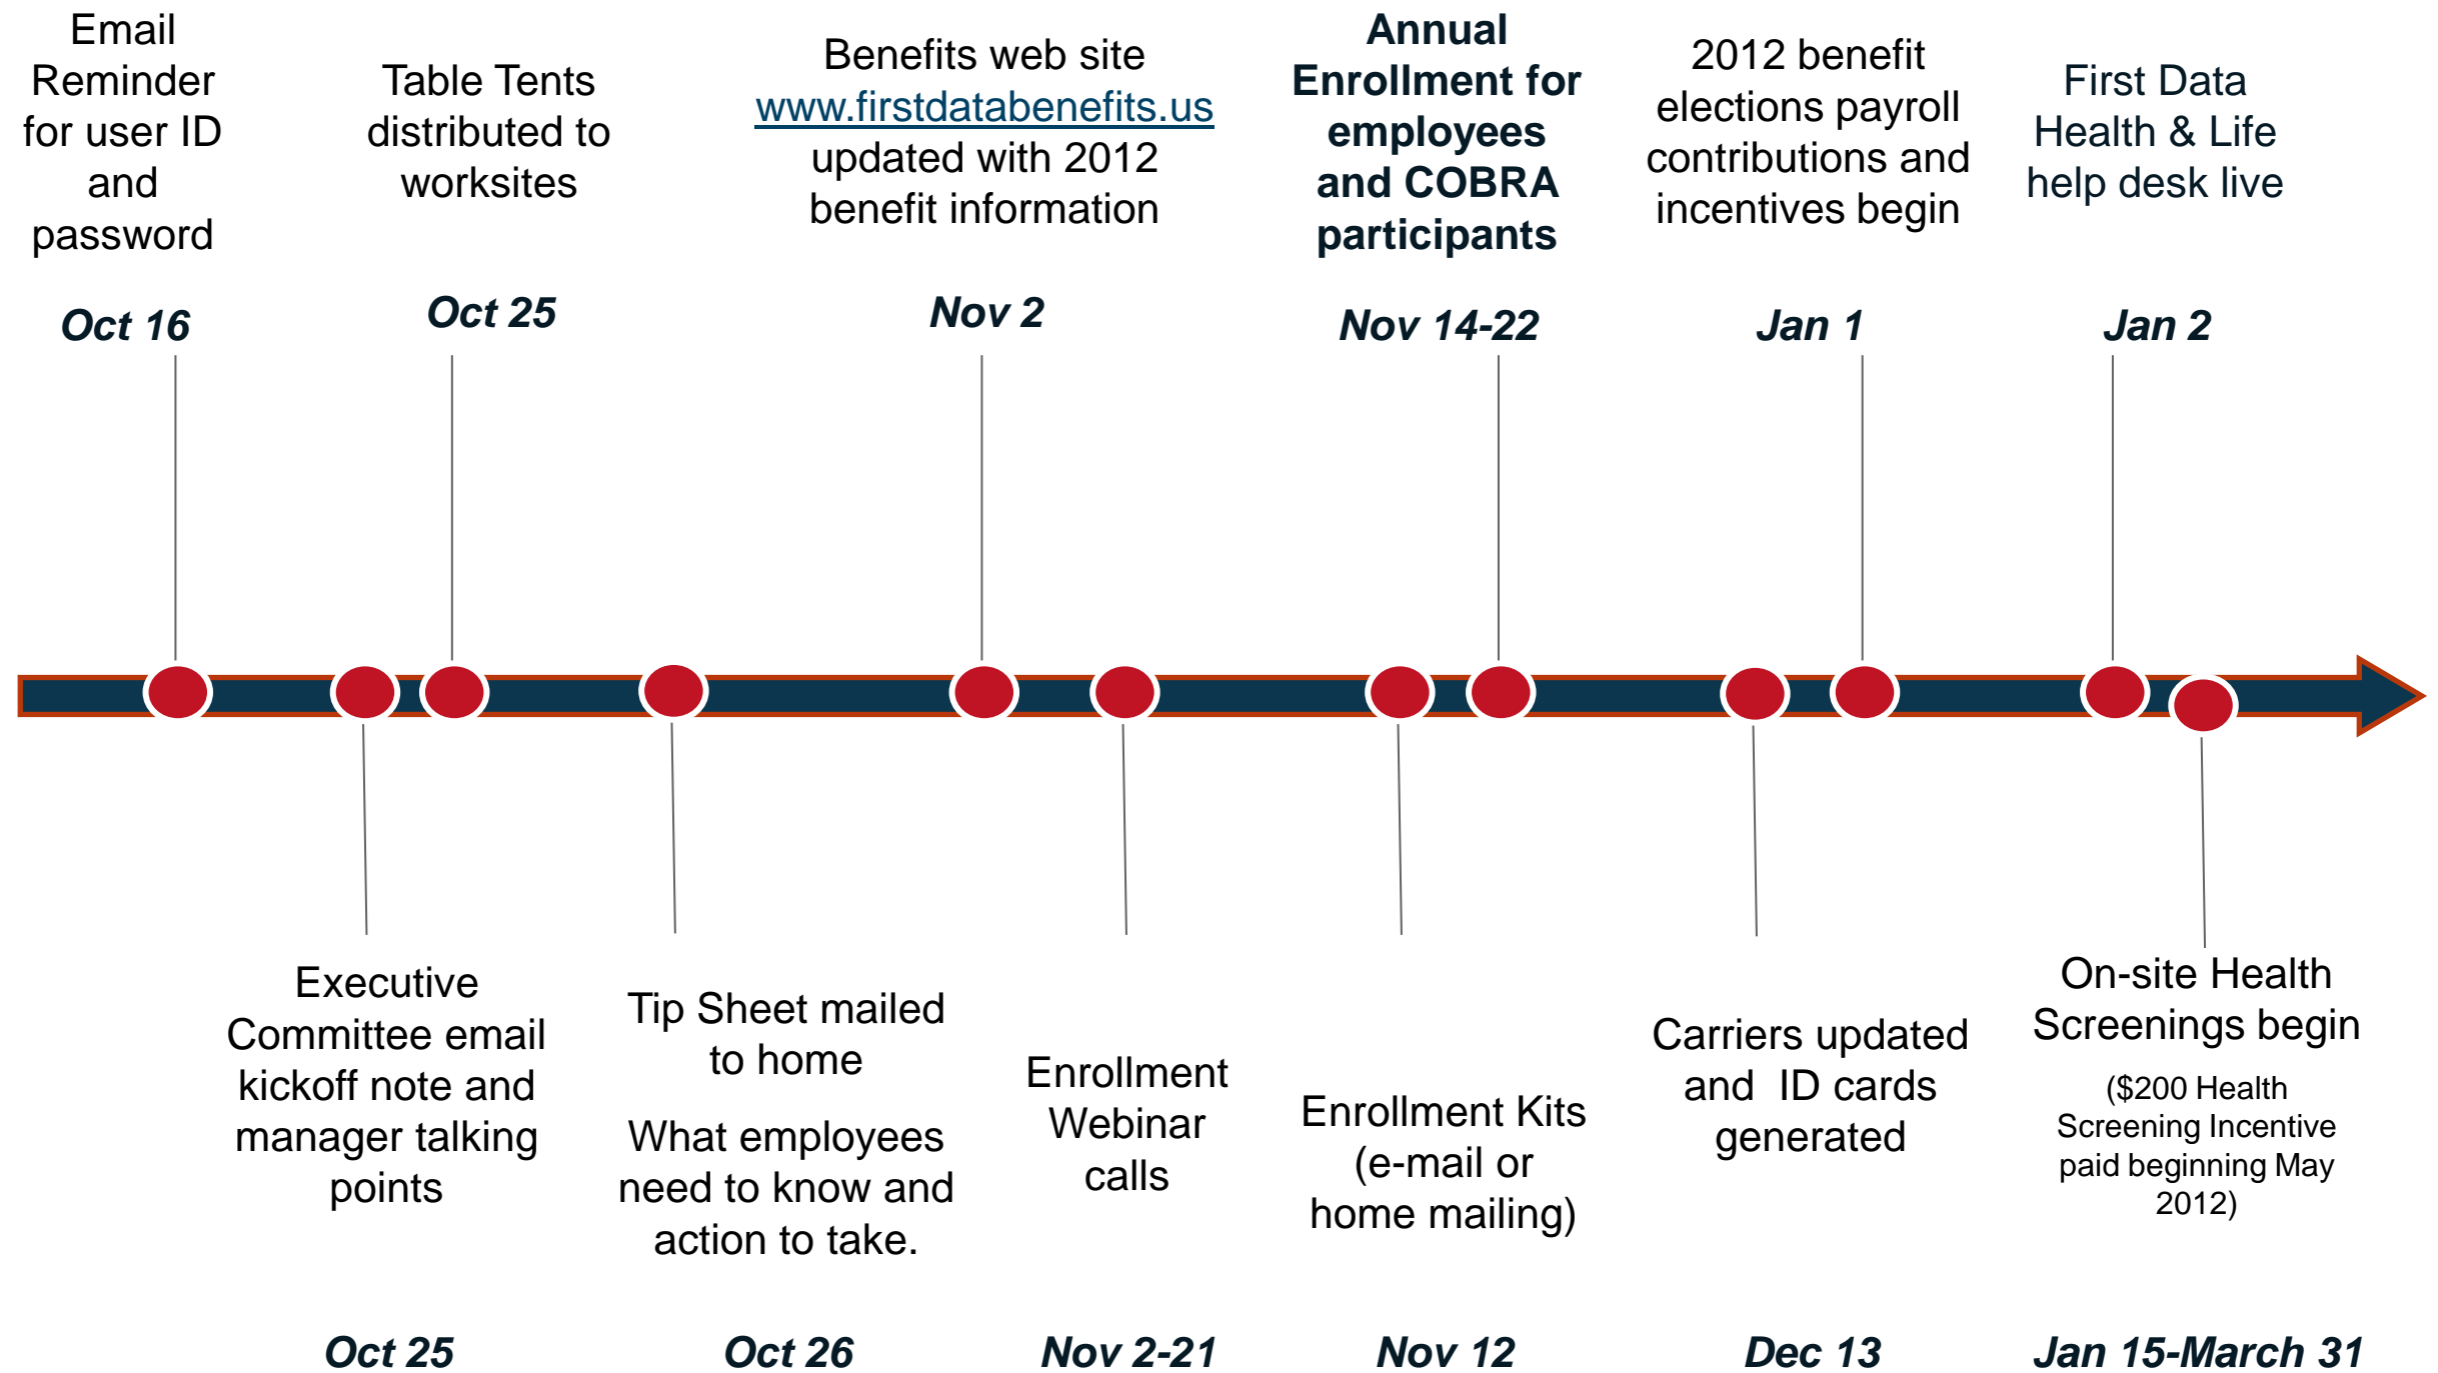 Email
Reminder
for user ID
and
password
Oct 16
Table Tents
distributed to
worksites
Oct 25
Benefits web site
www.firstdatabenefits.us
updated with 2012
benefit information
Nov 2
Annual
Enrollment for
employees
and COBRA
participants
Nov 14-22
2012 benefit
elections payroll
contributions and
incentives begin
Jan 1
First Data
Health & Life
help desk live
Jan 2
Executive
Committee email
kickoff note and
manager talking
points
Oct 25
Tip Sheet mailed
to home
What employees
need to know and
action to take.
Oct 26
Enrollment
Webinar
calls
Nov 2-21
Enrollment Kits
(e-mail or
home mailing)
Nov 12
Carriers updated
and  ID cards
generated
Dec 13
On-site Health
Screenings begin
($200 Health
Screening Incentive
paid beginning May
2012)
Jan 15-March 31